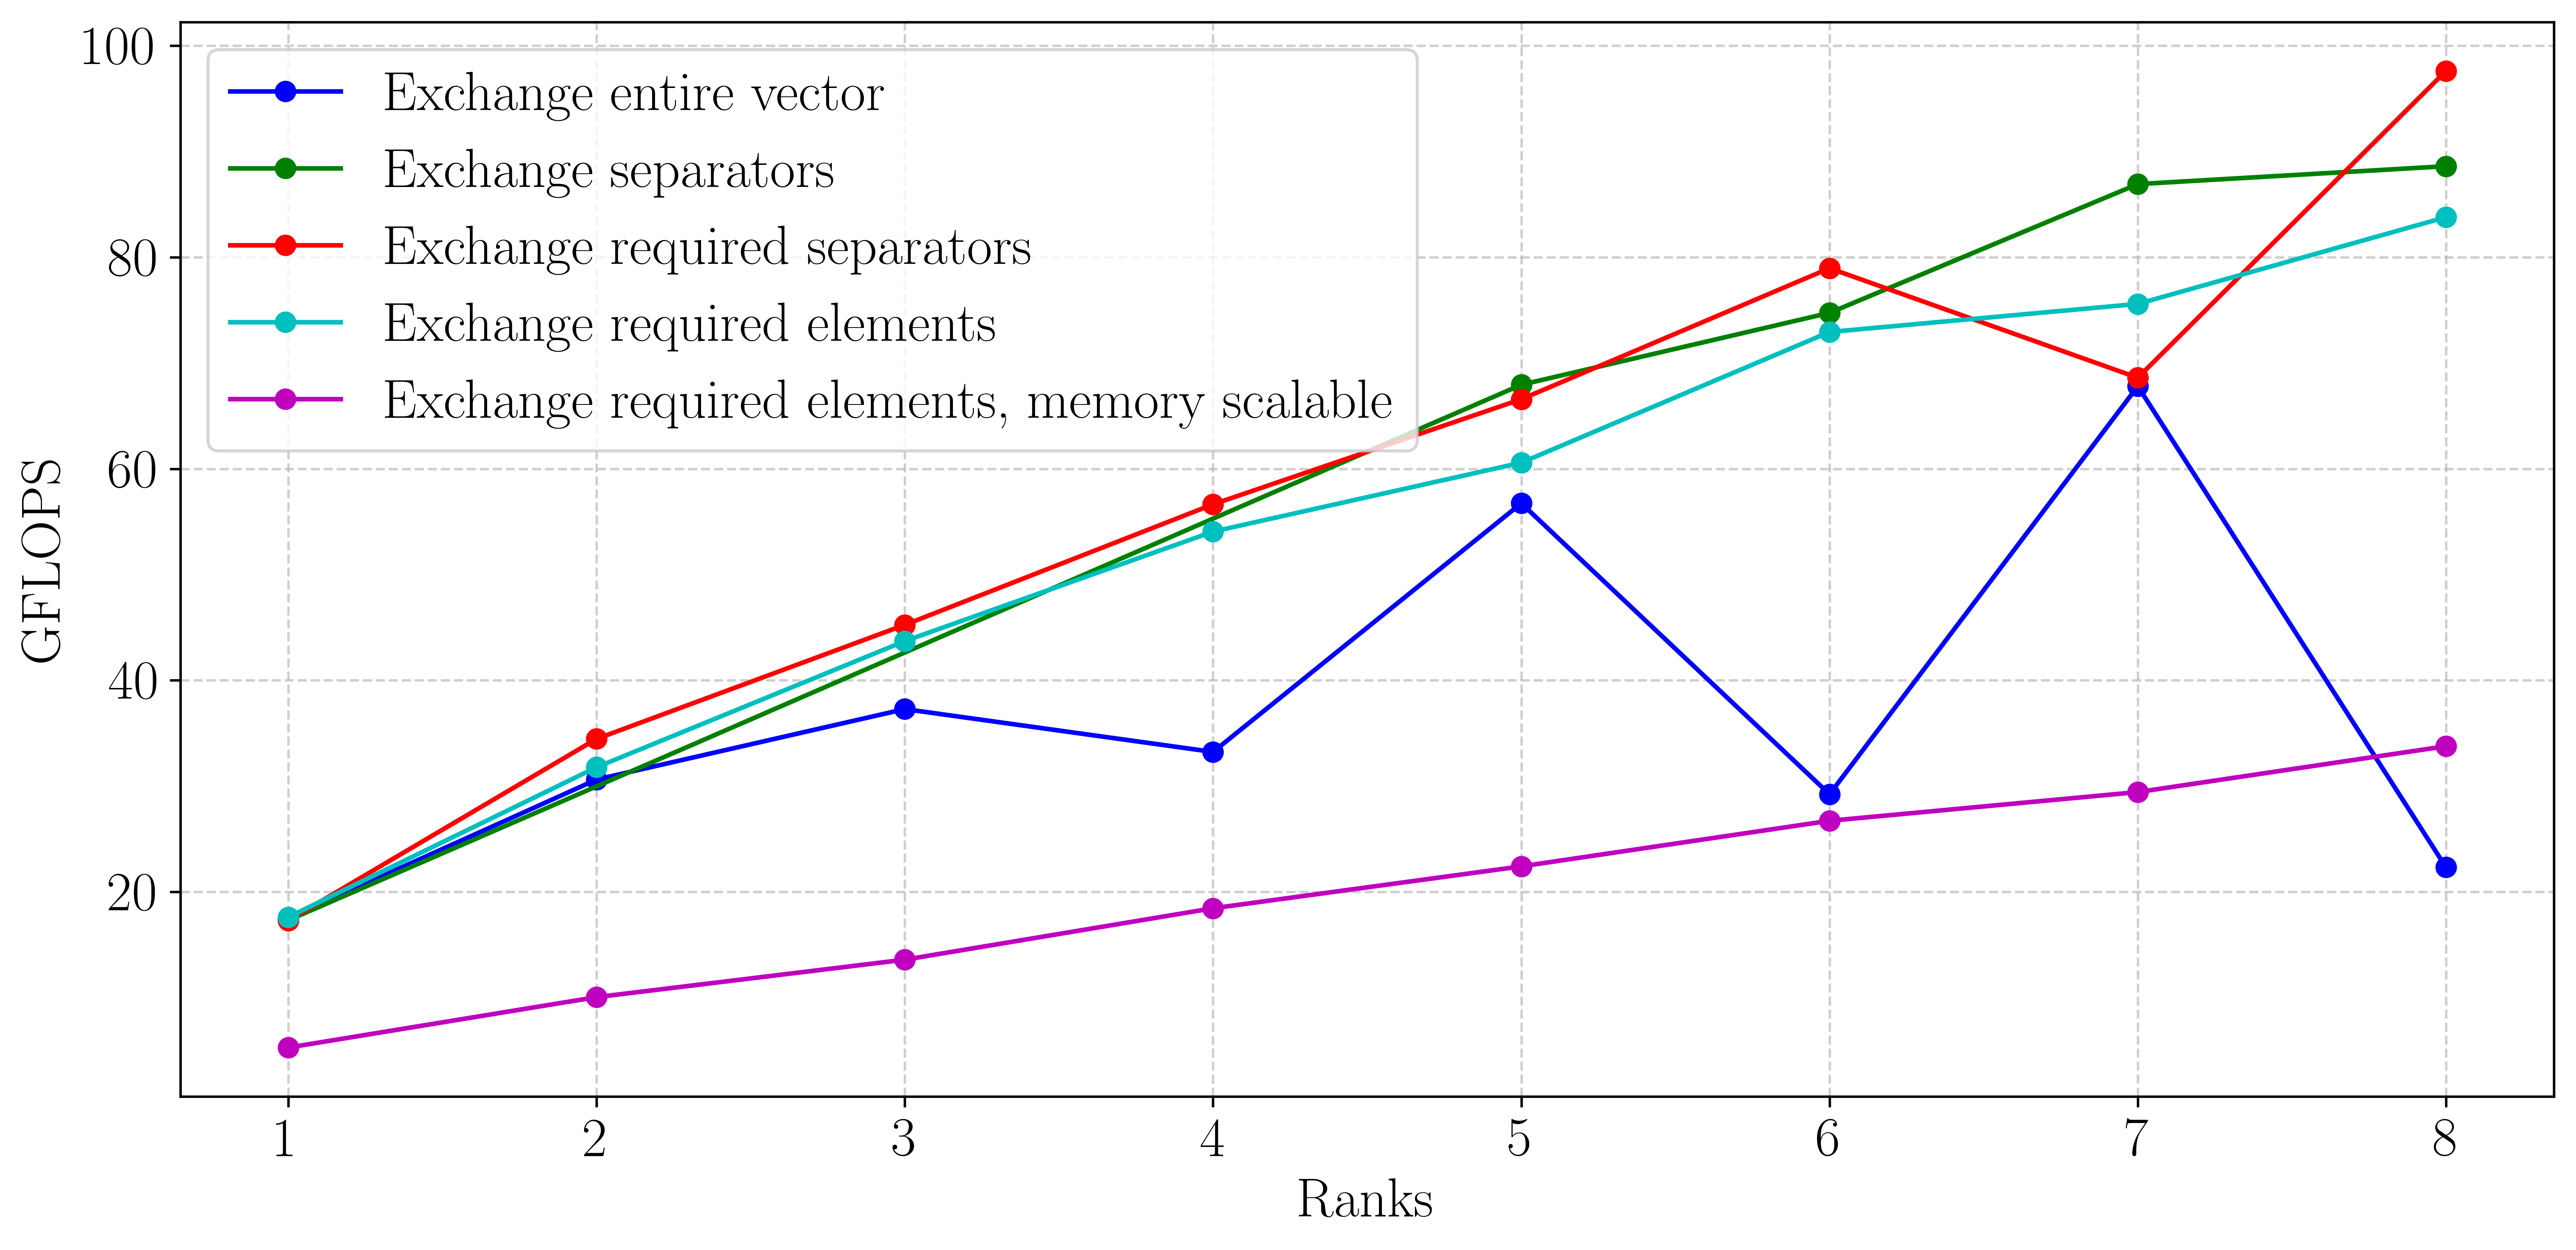 100
80
60
40
20
GFLOPS
Exchange entire vector
Exchange separators
Exchange required separators
Exchange required elements
Exchange required elements, memory scalable
1 2 3 4 5 6 7 8
Ranks